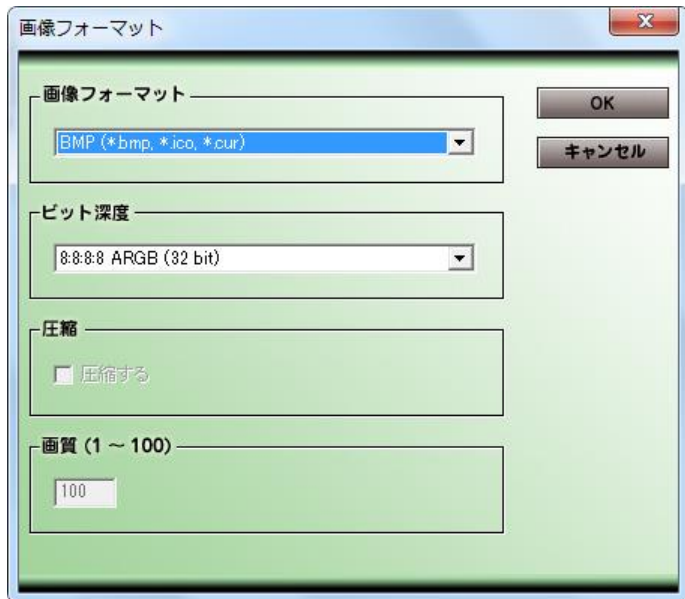 画像フォーマット
画像フォーマット
BMP (*.bmp, *.ico, *.cur)
OK
キャンセル
ビット深度
8:8:8:8 ARGB (32 bit)
圧縮
圧縮する
画質 (1 ~ 100)
100